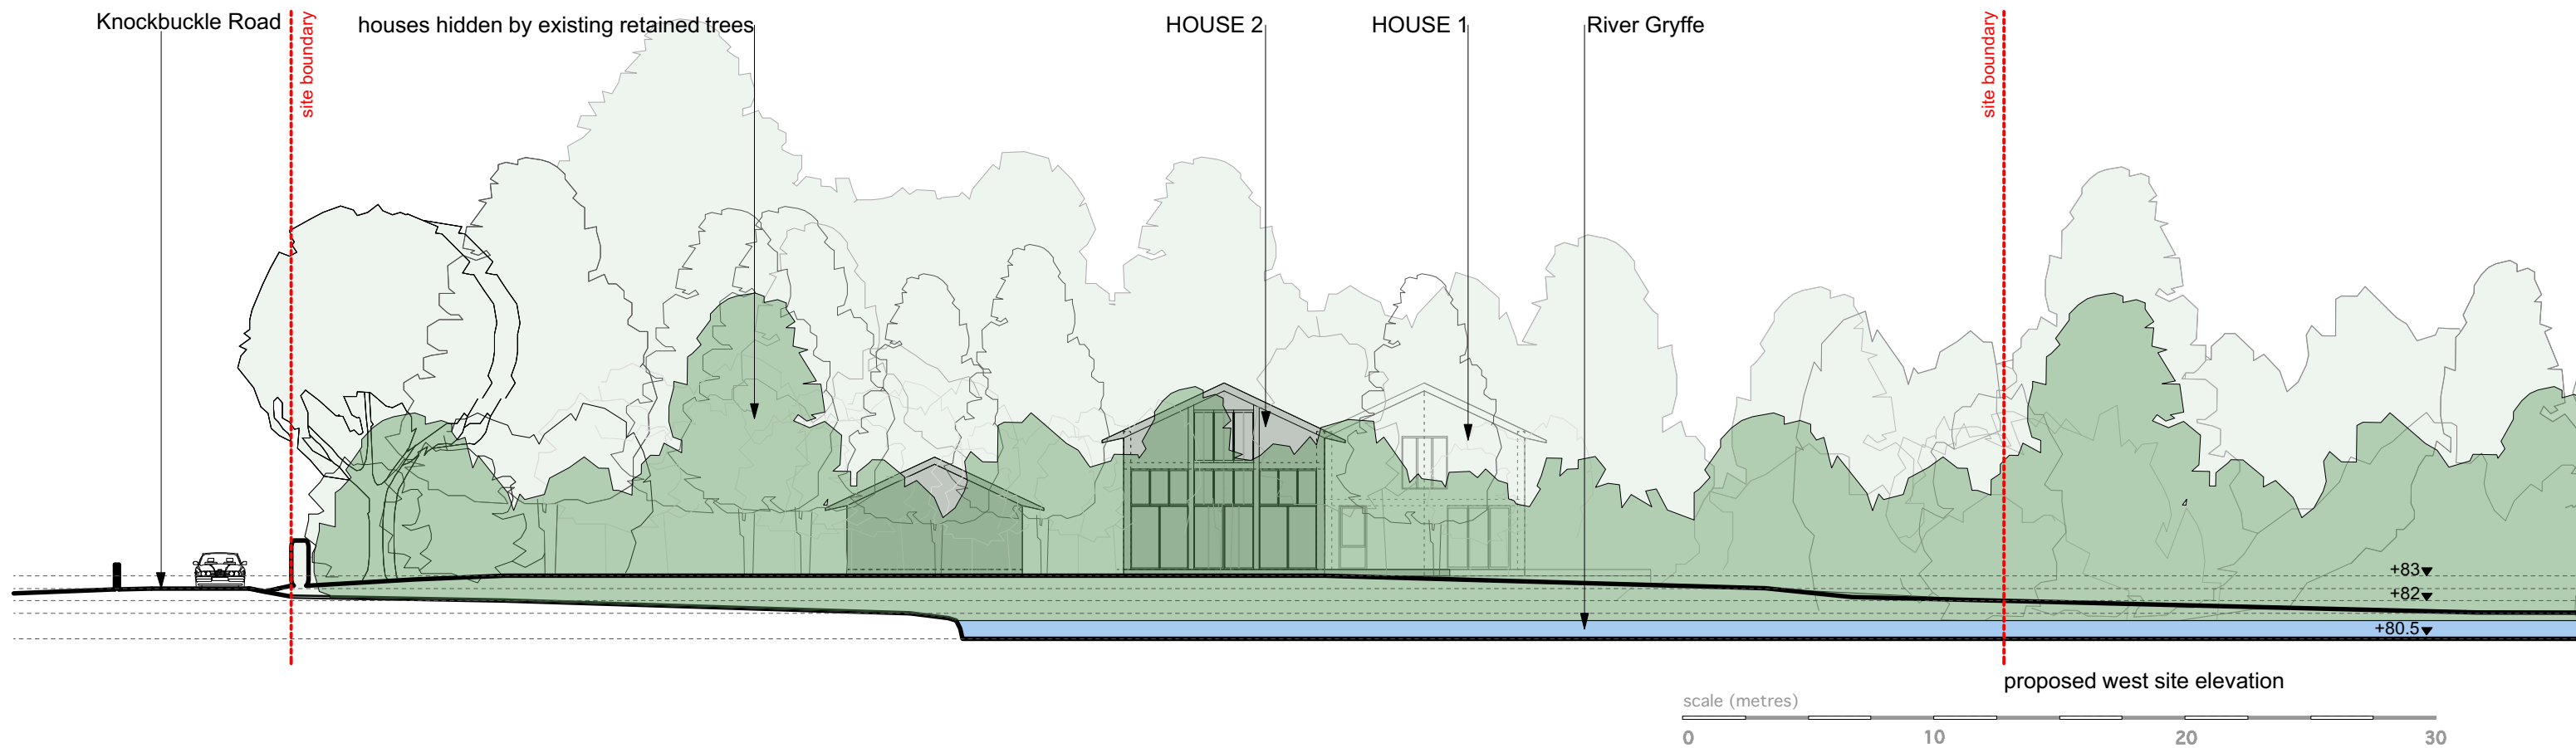 Knockbuckle Road
site boundary
houses hidden by existing retained trees
HOUSE 2
HOUSE 1
River Gryffe
site boundary
+83
+82
+80.5
proposed west site elevation
scale (metres)
0 10 20 30